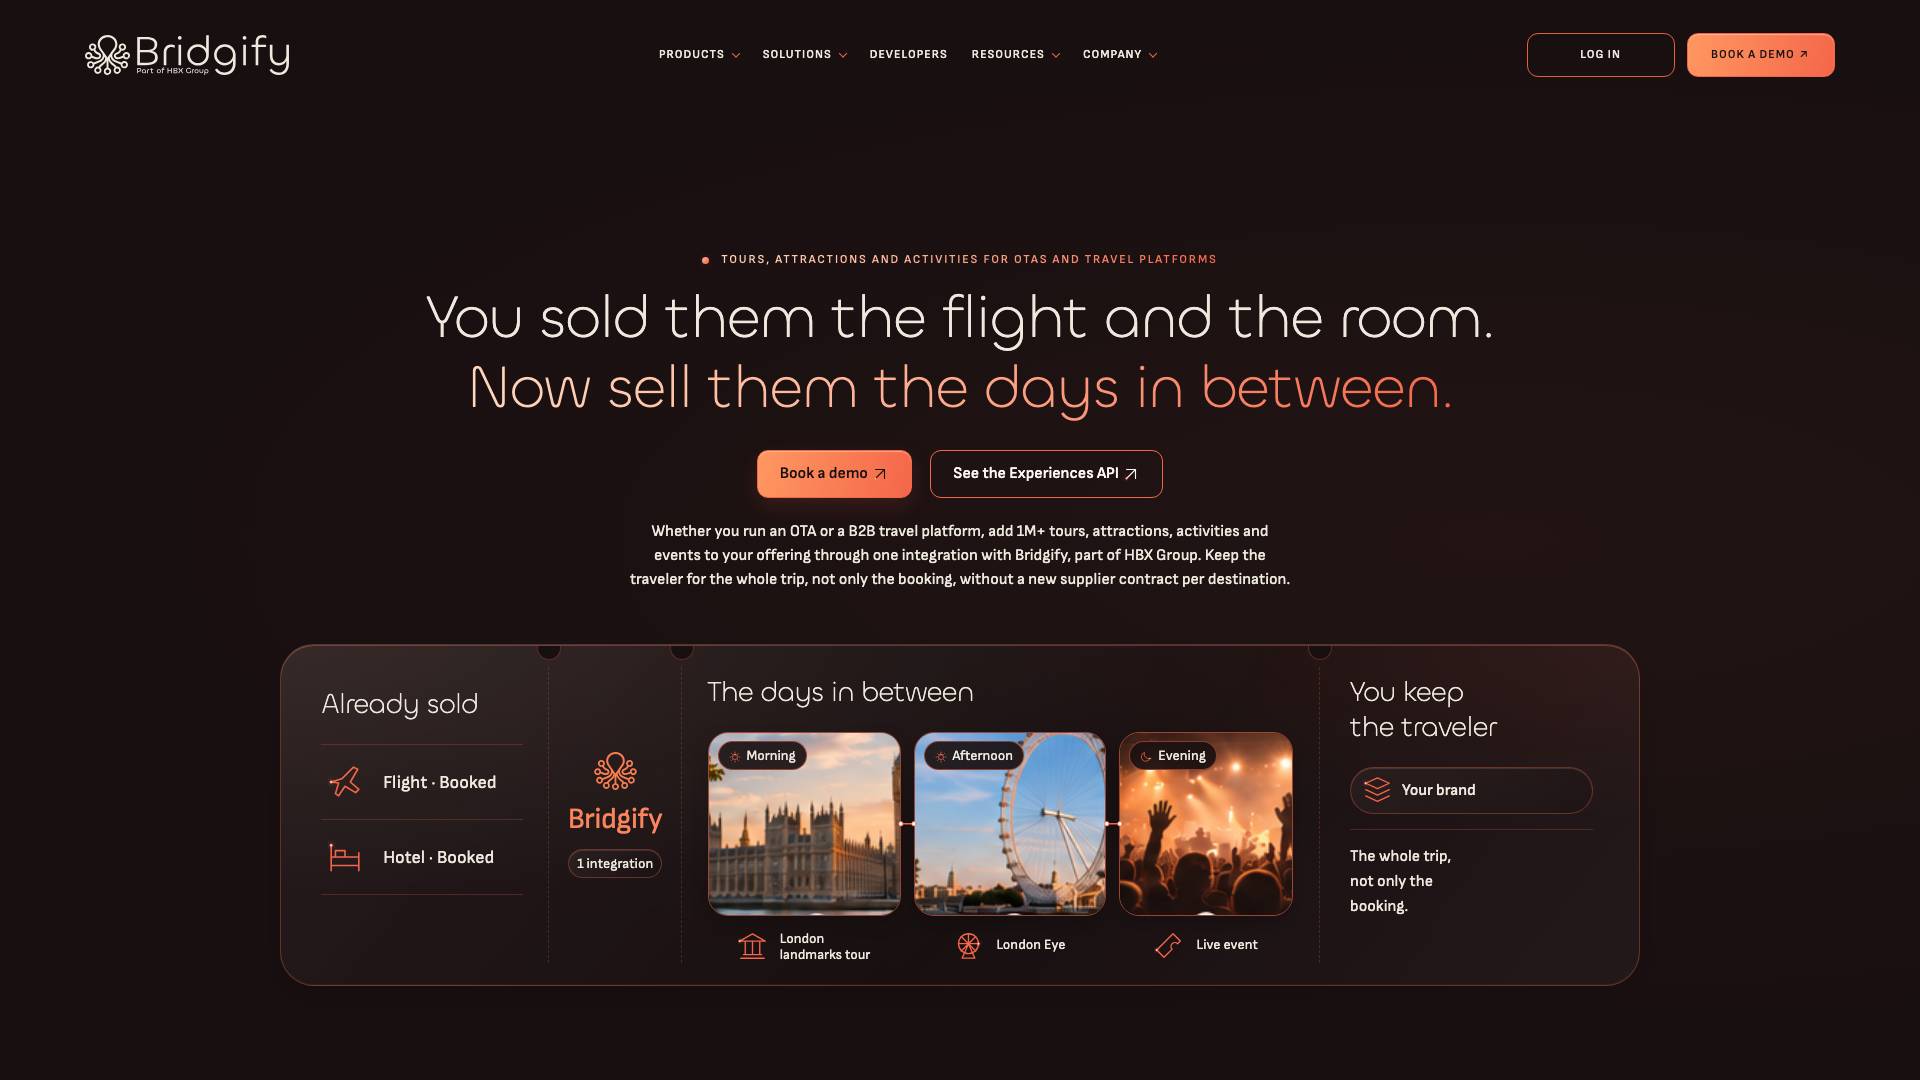 Bridgify
Part of HBX Group
PRODUCTS
SOLUTIONS
DEVELOPERS
RESOURCES
COMPANY
LOG IN
BOOK A DEMO
TOURS, ATTRACTIONS AND ACTIVITIES FOR OTAS AND TRAVEL PLATFORMS
You sold them the flight and the room.
Now sell them the days in between.
Book a demo
See the Experiences API
Whether you run an OTA or a B2B travel platform, add 1M+ tours, attractions, activities and
events to your offering through one integration with Bridgify, part of HBX Group. Keep the
traveler for the whole trip, not only the booking, without a new supplier contract per destination.
Already sold
Flight · Booked
Hotel · Booked
Bridgify
1 integration
The days in between
Morning
Afternoon
Evening
London
landmarks tour
London Eye
Live event
You keep
the traveler
Your brand
The whole trip,
not only the
booking.